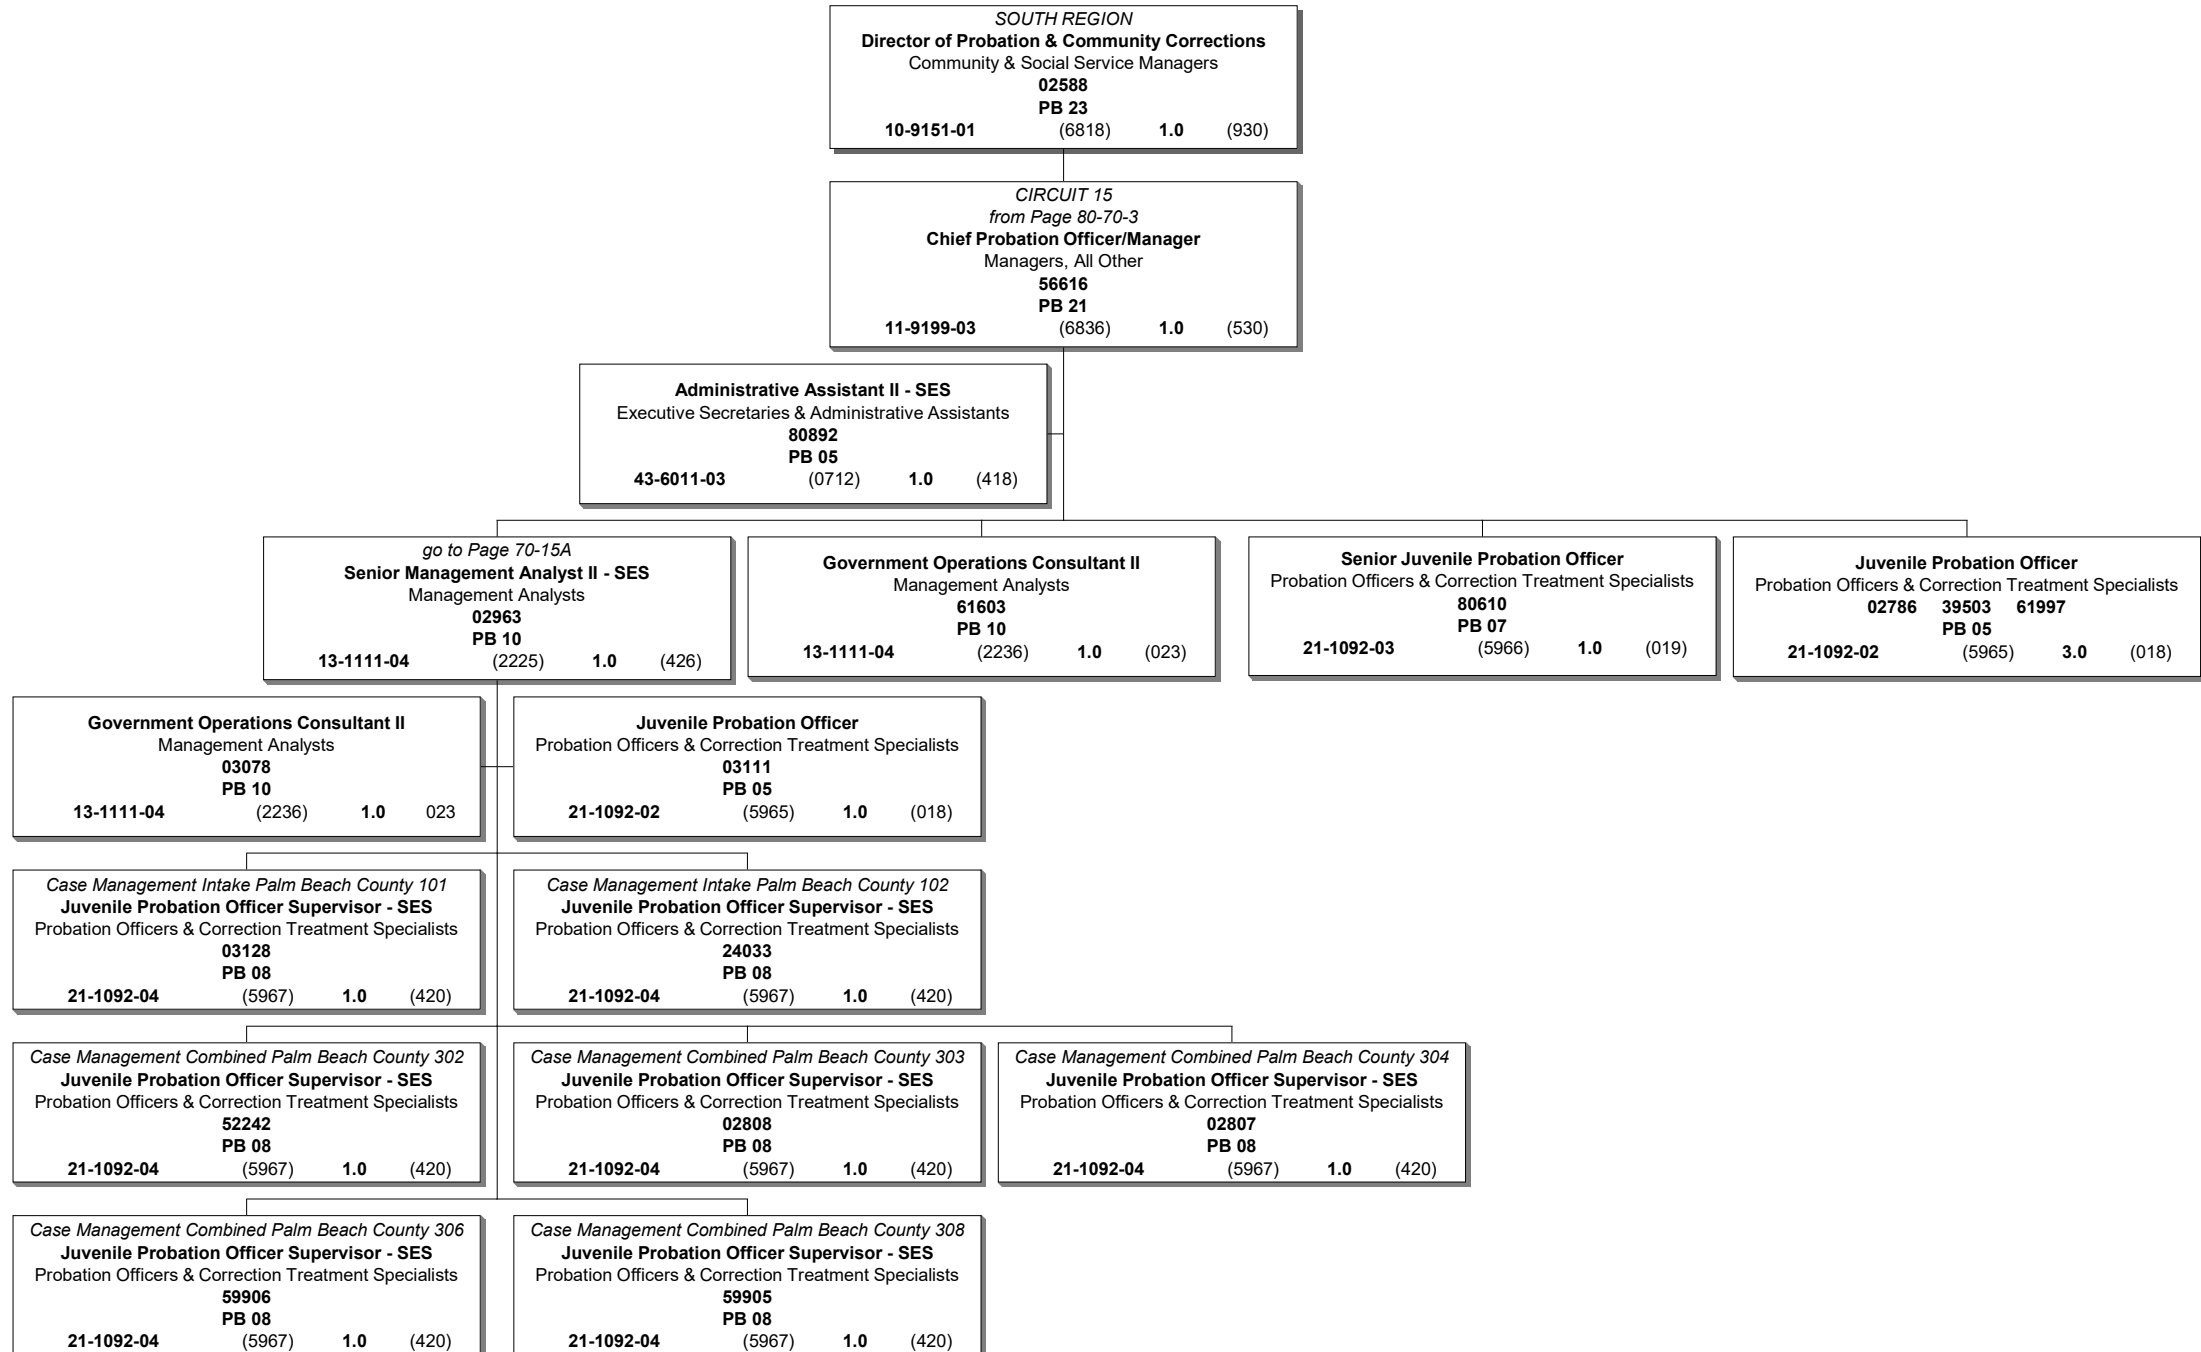 SOUTH REGION
Director of Probation & Community Corrections
Community & Social Service Managers
02588
PB 23
10-9151-01 (6818) 1.0 (930)
CIRCUIT 15
from Page 80-70-3
Chief Probation Officer/Manager
Managers, All Other
56616
PB 21
11-9199-03 (6836) 1.0 (530)
Administrative Assistant II - SES
Executive Secretaries & Administrative Assistants
80892
PB 05
43-6011-03 (0712) 1.0 (418)
go to Page 70-15A
Senior Management Analyst II - SES
Management Analysts
02963
PB 10
13-1111-04 (2225) 1.0 (426)
Government Operations Consultant II
Management Analysts
61603
PB 10
13-1111-04 (2236) 1.0 (023)
Senior Juvenile Probation Officer
Probation Officers & Correction Treatment Specialists
80610
PB 07
21-1092-03 (5966) 1.0 (019)
Juvenile Probation Officer
Probation Officers & Correction Treatment Specialists
02786 39503 61997
PB 05
21-1092-02 (5965) 3.0 (018)
Government Operations Consultant II
Management Analysts
03078
PB 10
13-1111-04 (2236) 1.0 023
Juvenile Probation Officer
Probation Officers & Correction Treatment Specialists
03111
PB 05
21-1092-02 (5965) 1.0 (018)
Case Management Intake Palm Beach County 101
Juvenile Probation Officer Supervisor - SES
Probation Officers & Correction Treatment Specialists
03128
PB 08
21-1092-04 (5967) 1.0 (420)
Case Management Intake Palm Beach County 102
Juvenile Probation Officer Supervisor - SES
Probation Officers & Correction Treatment Specialists
24033
PB 08
21-1092-04 (5967) 1.0 (420)
Case Management Combined Palm Beach County 302
Juvenile Probation Officer Supervisor - SES
Probation Officers & Correction Treatment Specialists
52242
PB 08
21-1092-04 (5967) 1.0 (420)
Case Management Combined Palm Beach County 303
Juvenile Probation Officer Supervisor - SES
Probation Officers & Correction Treatment Specialists
02808
PB 08
21-1092-04 (5967) 1.0 (420)
Case Management Combined Palm Beach County 304
Juvenile Probation Officer Supervisor - SES
Probation Officers & Correction Treatment Specialists
02807
PB 08
21-1092-04 (5967) 1.0 (420)
Case Management Combined Palm Beach County 306
Juvenile Probation Officer Supervisor - SES
Probation Officers & Correction Treatment Specialists
59906
PB 08
21-1092-04 (5967) 1.0 (420)
Case Management Combined Palm Beach County 308
Juvenile Probation Officer Supervisor - SES
Probation Officers & Correction Treatment Specialists
59905
PB 08
21-1092-04 (5967) 1.0 (420)